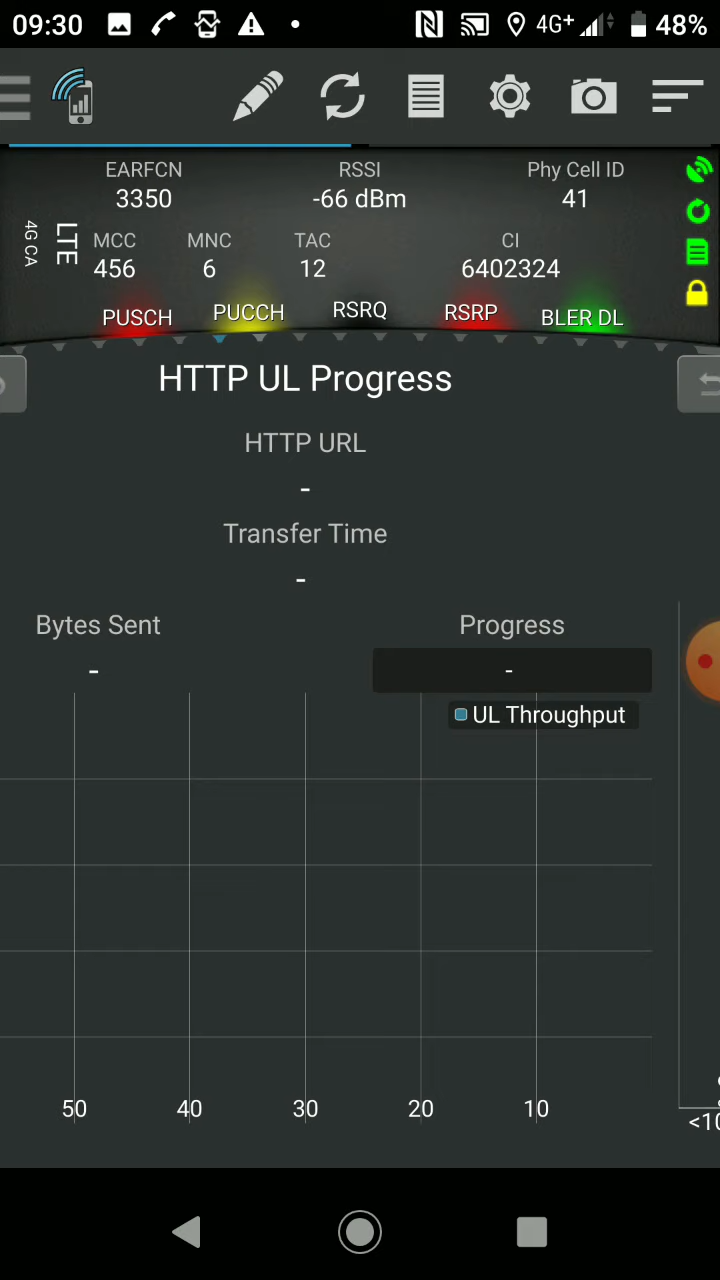 09:30 4G+ 48%
EARFCN RSSI Phy Cell ID
3350 -66 dBm 41
4G CA LTE
MCC MNC TAC CI
456 6 12 6402324
PUSCH PUCCH RSRQ RSRP BLER DL
HTTP UL Progress
HTTP URL
-
Transfer Time
-
Bytes Sent Progress
- -
UL Throughput
50 40 30 20 10